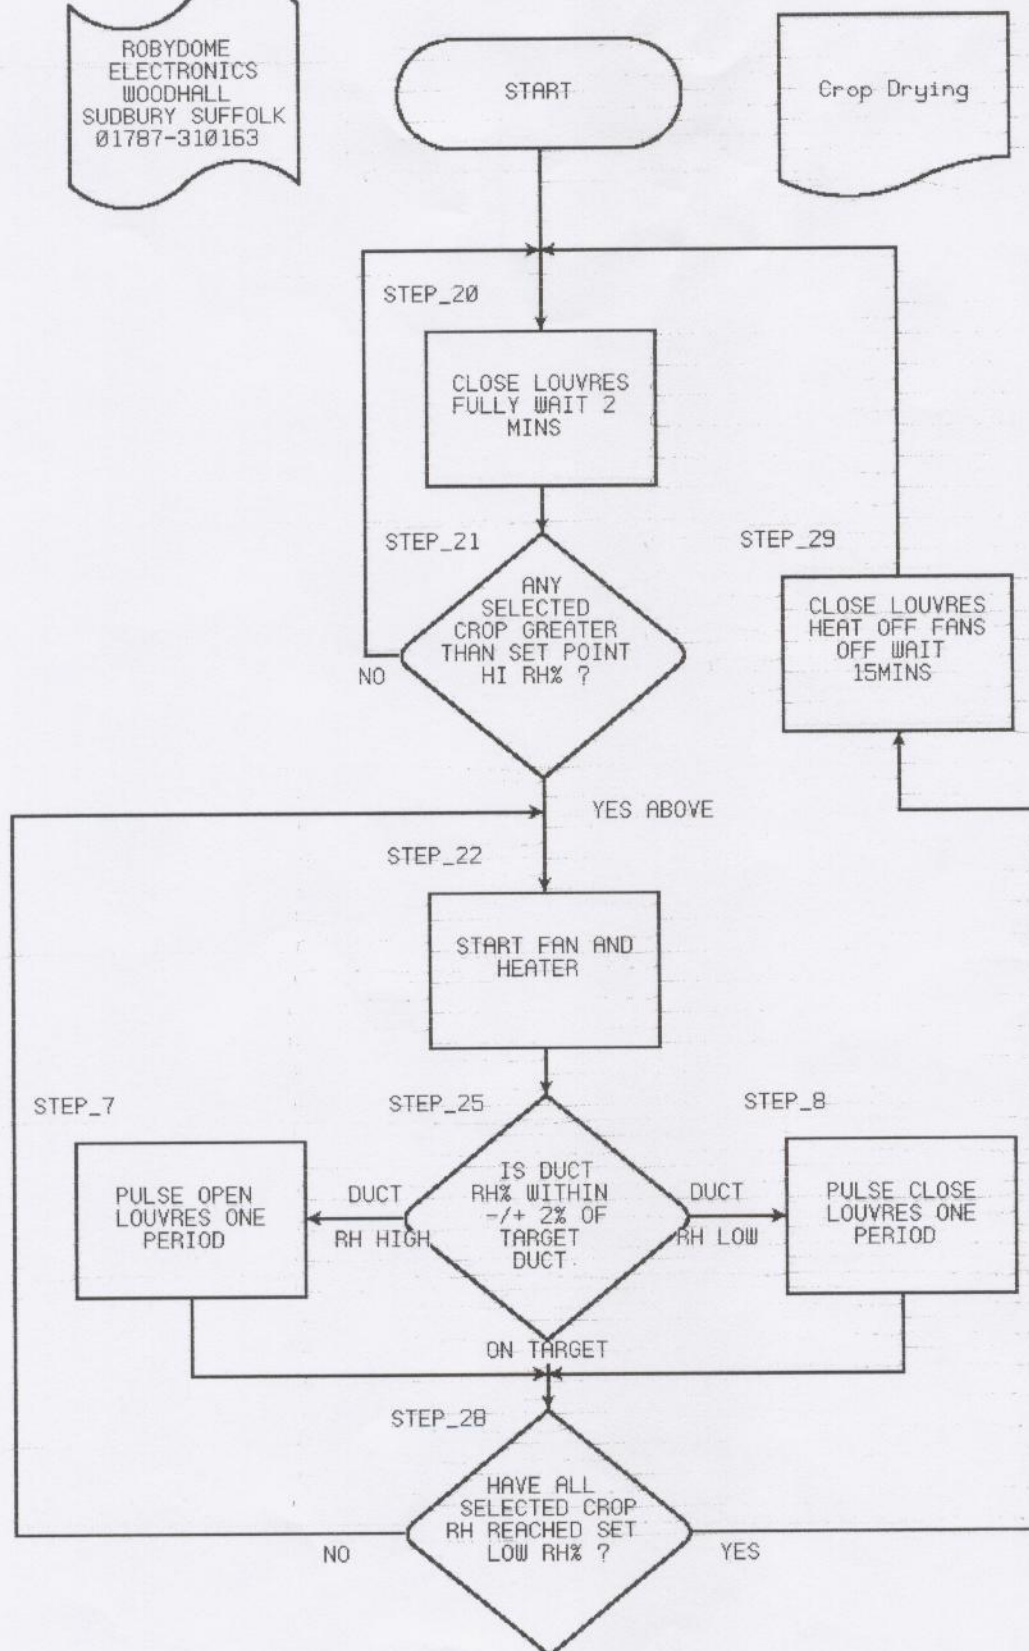 ROBYDOME
ELECTRONICS
WOODHALL
SUDBURY SUFFOLK
01787-310163
START
Crop Drying
STEP_20
CLOSE LOUVRES
FULLY WAIT 2
MINS
STEP_21
ANY
SELECTED
CROP GREATER
THAN SET POINT
HI RH% ?
NO
STEP_29
CLOSE LOUVRES
HEAT OFF FANS
OFF WAIT
15MINS
YES ABOVE
STEP_22
START FAN AND
HEATER
STEP_7
PULSE OPEN
LOUVRES ONE
PERIOD
DUCT
RH HIGH
STEP_25
IS DUCT
RH% WITHIN
-/+ 2% OF
TARGET
DUCT
DUCT
RH LOW
STEP_8
PULSE CLOSE
LOUVRES ONE
PERIOD
ON TARGET
STEP_28
HAVE ALL
SELECTED CROP
RH REACHED SET
LOW RH% ?
NO
YES